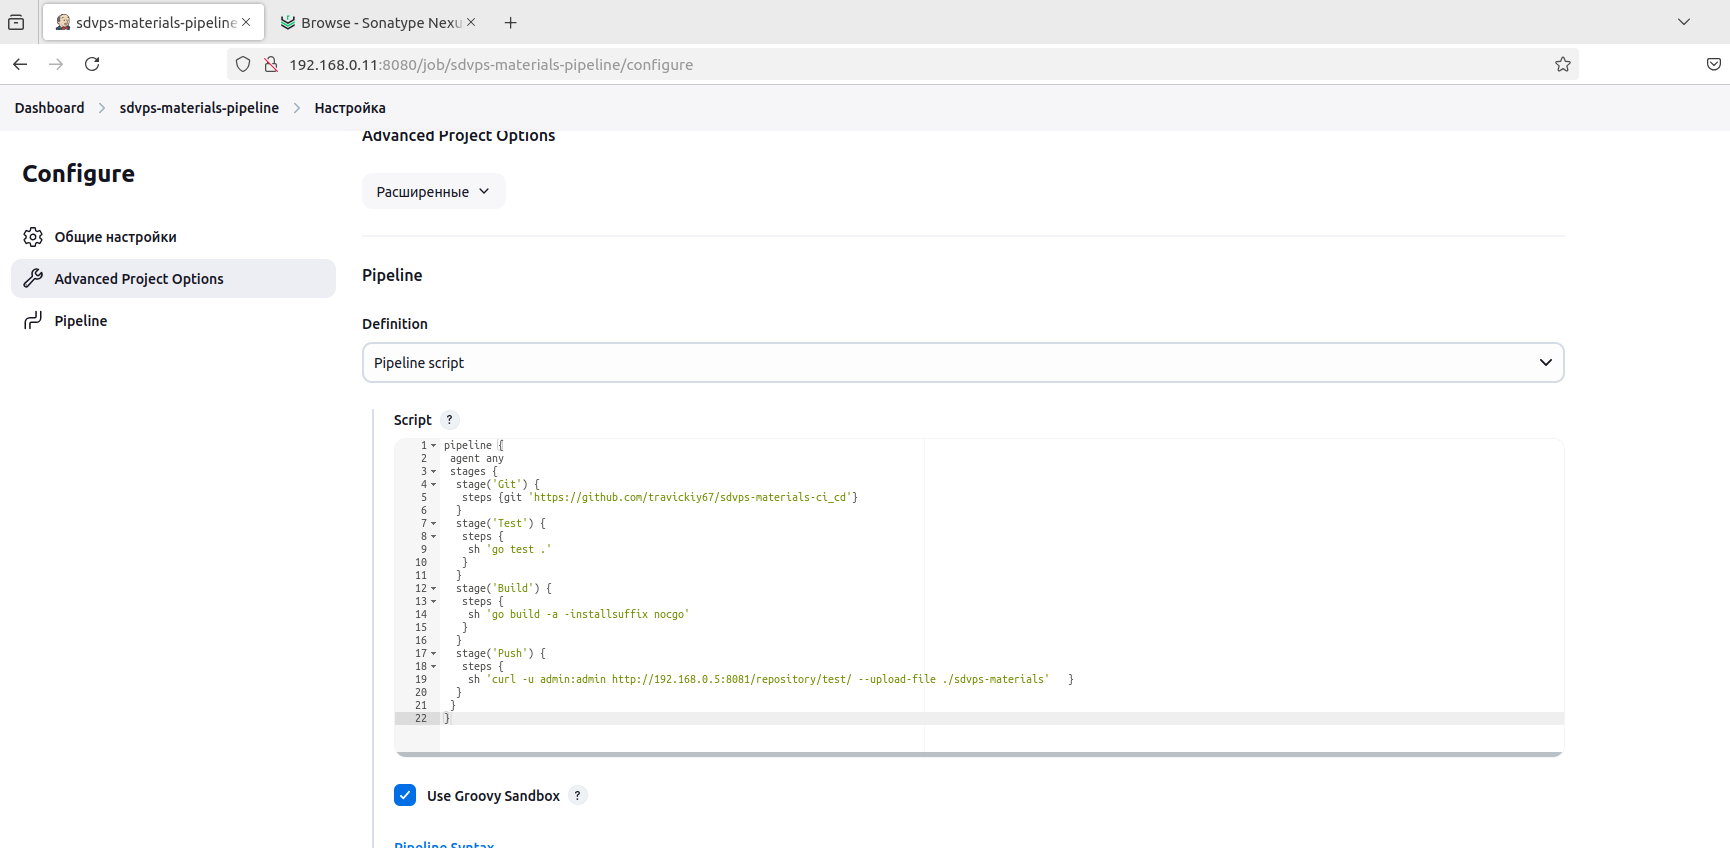 sdvps-materials-pipeline
Browse - Sonatype Nexu
192.168.0.11:8080/job/sdvps-materials-pipeline/configure
Dashboard > sdvps-materials-pipeline > Настройка
Configure
Общие настройки
Advanced Project Options
Pipeline
Advanced Project Options
Расширенные
Pipeline
Definition
Pipeline script
Script ?
1 pipeline {
2 agent any
3 stages {
4 stage('Git') {
5 steps {git 'https://github.com/travickiy67/sdvps-materials-ci_cd'}
6 }
7 stage('Test') {
8 steps {
9 sh 'go test .'
10 }
11 }
12 stage('Build') {
13 steps {
14 sh 'go build -a -installsuffix nocgo'
15 }
16 }
17 stage('Push') {
18 steps {
19 sh 'curl -u admin:admin http://192.168.0.5:8081/repository/test/ --upload-file ./sdvps-materials' }
20 }
21 }
22 }
Use Groovy Sandbox ?
Pipeline Syntax